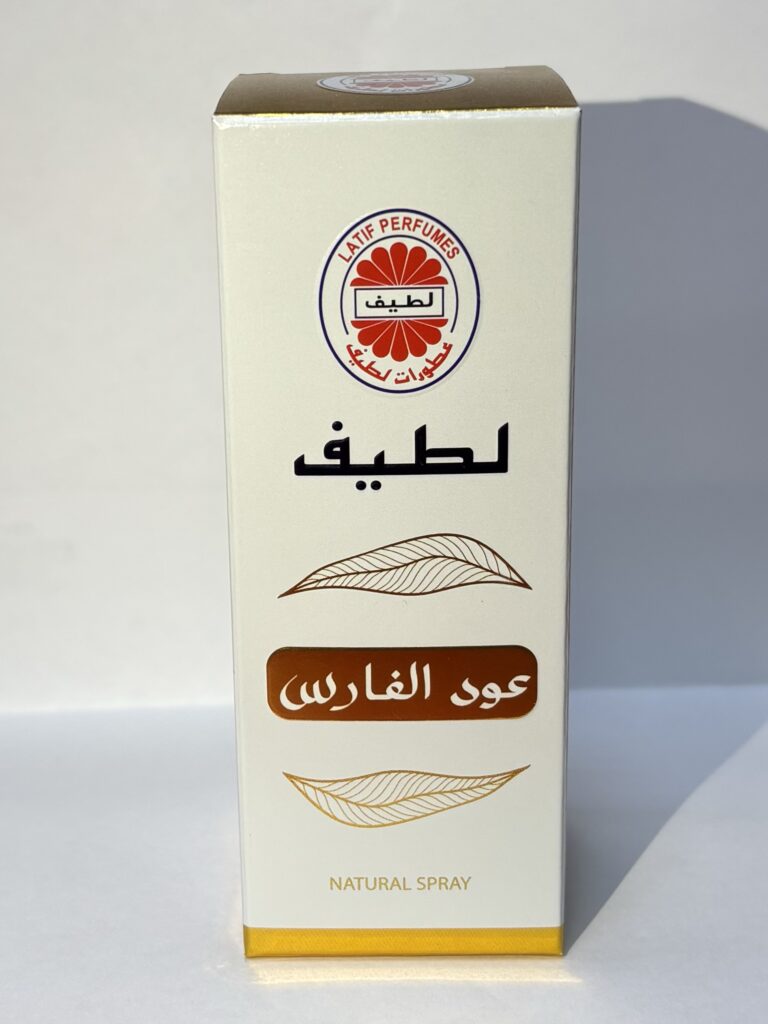 LATIF PERFUMES
لطيف
عطورات لطيف
لطيف
عود الفارس
NATURAL SPRAY